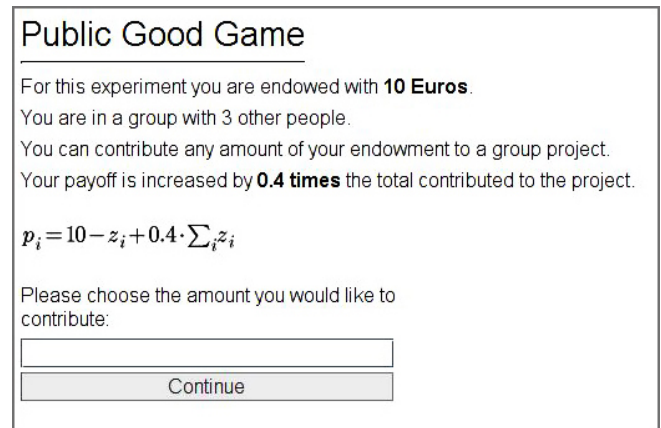 Public Good Game
For this experiment you are endowed with 10 Euros.
You are in a group with 3 other people.
You can contribute any amount of your endowment to a group project.
Your payoff is increased by 0.4 times the total contributed to the project.
pᵢ=10−zᵢ+0.4·∑ᵢzᵢ
Please choose the amount you would like to
contribute:
Continue